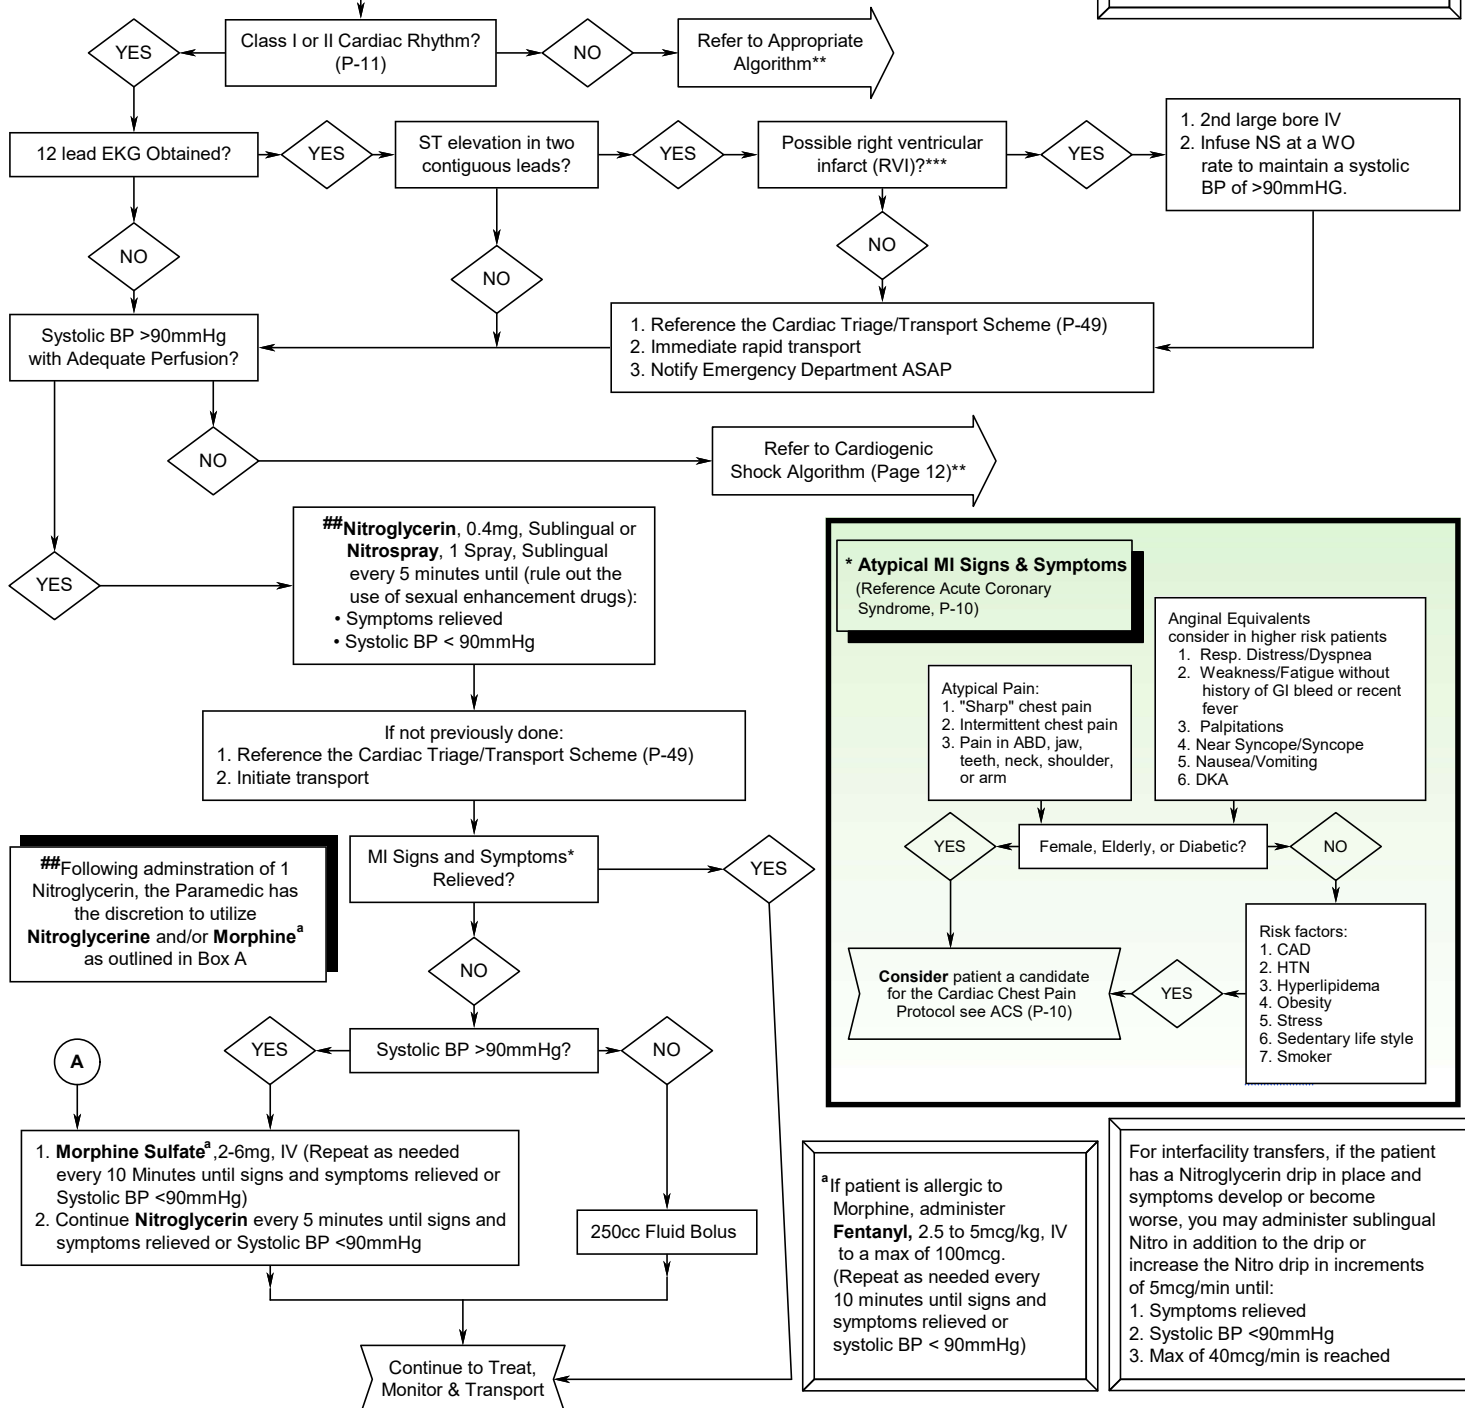 YES
Class I or II Cardiac Rhythm?
(P-11)
NO
Refer to Appropriate
Algorithm**
12 lead EKG Obtained?
YES
ST elevation in two
contiguous leads?
YES
Possible right ventricular
infarct (RVI)?***
YES
1. 2nd large bore IV
2. Infuse NS at a WO
rate to maintain a systolic
BP of >90mmHG.
NO
NO
NO
Systolic BP >90mmHg
with Adequate Perfusion?
1. Reference the Cardiac Triage/Transport Scheme (P-49)
2. Immediate rapid transport
3. Notify Emergency Department ASAP
NO
Refer to Cardiogenic
Shock Algorithm (Page 12)**
YES
##Nitroglycerin, 0.4mg, Sublingual or
Nitrospray, 1 Spray, Sublingual
every 5 minutes until (rule out the
use of sexual enhancement drugs):
• Symptoms relieved
• Systolic BP < 90mmHg
If not previously done:
1. Reference the Cardiac Triage/Transport Scheme (P-49)
2. Initiate transport
##Following adminstration of 1
Nitroglycerin, the Paramedic has
the discretion to utilize
Nitroglycerine and/or Morphineª
as outlined in Box A
MI Signs and Symptoms*
Relieved?
YES
NO
YES
Systolic BP >90mmHg?
NO
A
1. Morphine Sulfateª,2-6mg, IV (Repeat as needed
every 10 Minutes until signs and symptoms relieved or
Systolic BP <90mmHg)
2. Continue Nitroglycerin every 5 minutes until signs and
symptoms relieved or Systolic BP <90mmHg
250cc Fluid Bolus
Continue to Treat,
Monitor & Transport
* Atypical MI Signs & Symptoms
(Reference Acute Coronary
Syndrome, P-10)
Atypical Pain:
1. "Sharp" chest pain
2. Intermittent chest pain
3. Pain in ABD, jaw,
teeth, neck, shoulder,
or arm
Anginal Equivalents
consider in higher risk patients
1. Resp. Distress/Dyspnea
2. Weakness/Fatigue without
history of GI bleed or recent
fever
3. Palpitations
4. Near Syncope/Syncope
5. Nausea/Vomiting
6. DKA
YES
Female, Elderly, or Diabetic?
NO
Consider patient a candidate
for the Cardiac Chest Pain
Protocol see ACS (P-10)
YES
Risk factors:
1. CAD
2. HTN
3. Hyperlipidema
4. Obesity
5. Stress
6. Sedentary life style
7. Smoker
ªIf patient is allergic to
Morphine, administer
Fentanyl, 2.5 to 5mcg/kg, IV
to a max of 100mcg.
(Repeat as needed every
10 minutes until signs and
symptoms relieved or
systolic BP < 90mmHg)
For interfacility transfers, if the patient
has a Nitroglycerin drip in place and
symptoms develop or become
worse, you may administer sublingual
Nitro in addition to the drip or
increase the Nitro drip in increments
of 5mcg/min until:
1. Symptoms relieved
2. Systolic BP <90mmHg
3. Max of 40mcg/min is reached